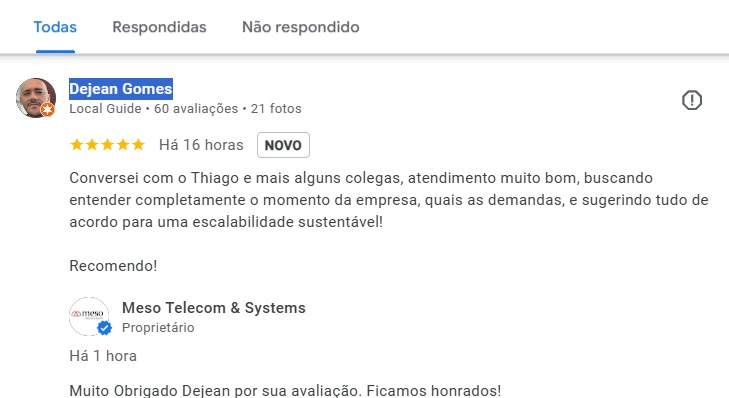 Todas Respondidas Não respondido
Dejean Gomes
Local Guide • 60 avaliações • 21 fotos
Há 16 horas NOVO
Conversei com o Thiago e mais alguns colegas, atendimento muito bom, buscando
entender completamente o momento da empresa, quais as demandas, e sugerindo tudo de
acordo para uma escalabilidade sustentável!
Recomendo!
meso
Meso Telecom & Systems
Proprietário
Há 1 hora
Muito Obrigado Dejean por sua avaliação. Ficamos honrados!